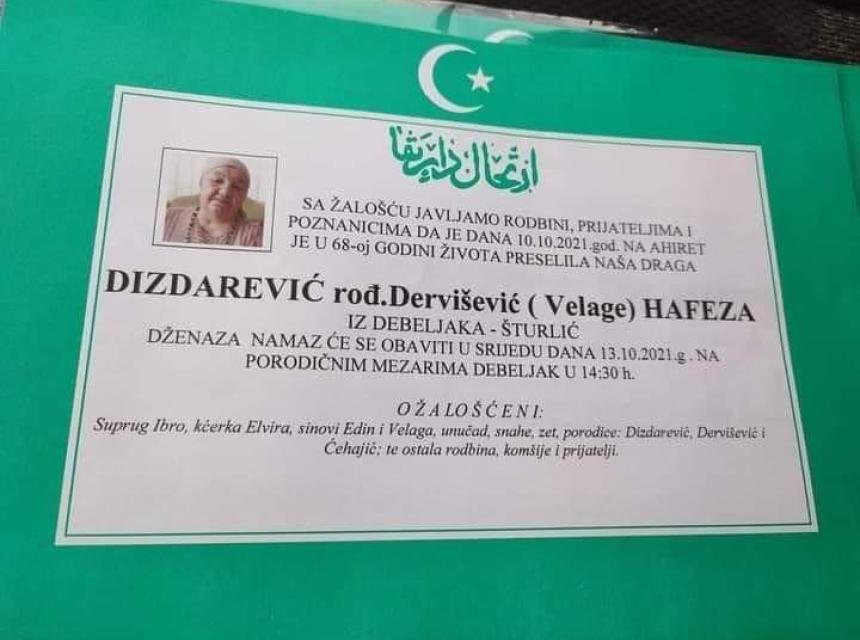 ارتحال دار بقا
SA ŽALOŠĆU JAVLJAMO RODBINI, PRIJATELJIMA I
POZNANICIMA DA JE DANA 10.10.2021.god. NA AHIRET
JE U 68-oj GODINI ŽIVOTA PRESELILA NAŠA DRAGA
DIZDAREVIĆ rođ.Dervišević ( Velage) HAFEZA
IZ DEBELJAKA - ŠTURLIĆ
DŽENAZA NAMAZ ĆE SE OBAVITI U SRIJEDU DANA 13.10.2021.g . NA
PORODIČNIM MEZARIMA DEBELJAK U 14:30 h.
OŽALOŠĆENI:
Suprug Ibro, kćerka Elvira, sinovi Edin i Velaga, unučad, snahe, zet, porodice: Dizdarević, Dervišević i
Ćehajić; te ostala rodbina, komšije i prijatelji.